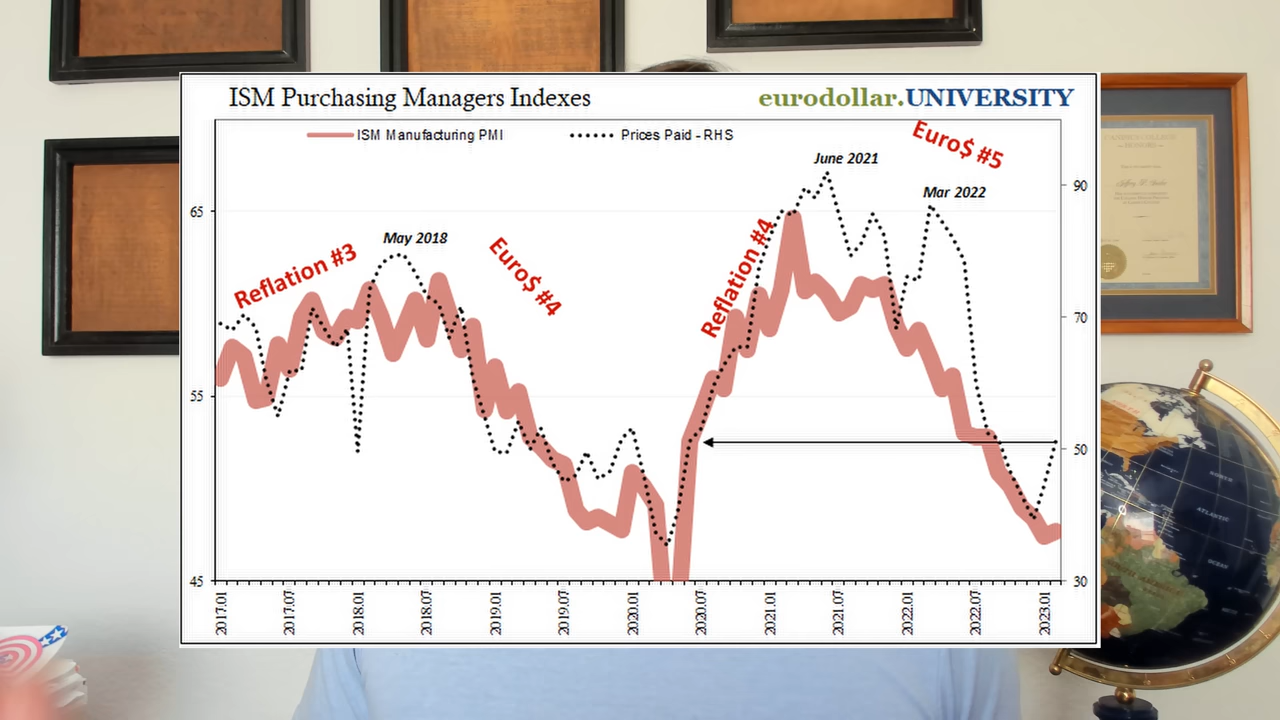 ISM Purchasing Managers Indexes
eurodollar.UNIVERSITY
ISM Manufacturing PMI
Prices Paid - RHS
Euro$ #5
June 2021
Mar 2022
May 2018
Reflation #3
Euro$ #4
Reflation #4
65
55
45
90
70
50
30
2017.01
2017.07
2018.01
2018.07
2019.01
2019.07
2020.01
2020.07
2021.01
2021.07
2022.01
2022.07
2023.01
NORTH
ATLANTIC
OCEAN